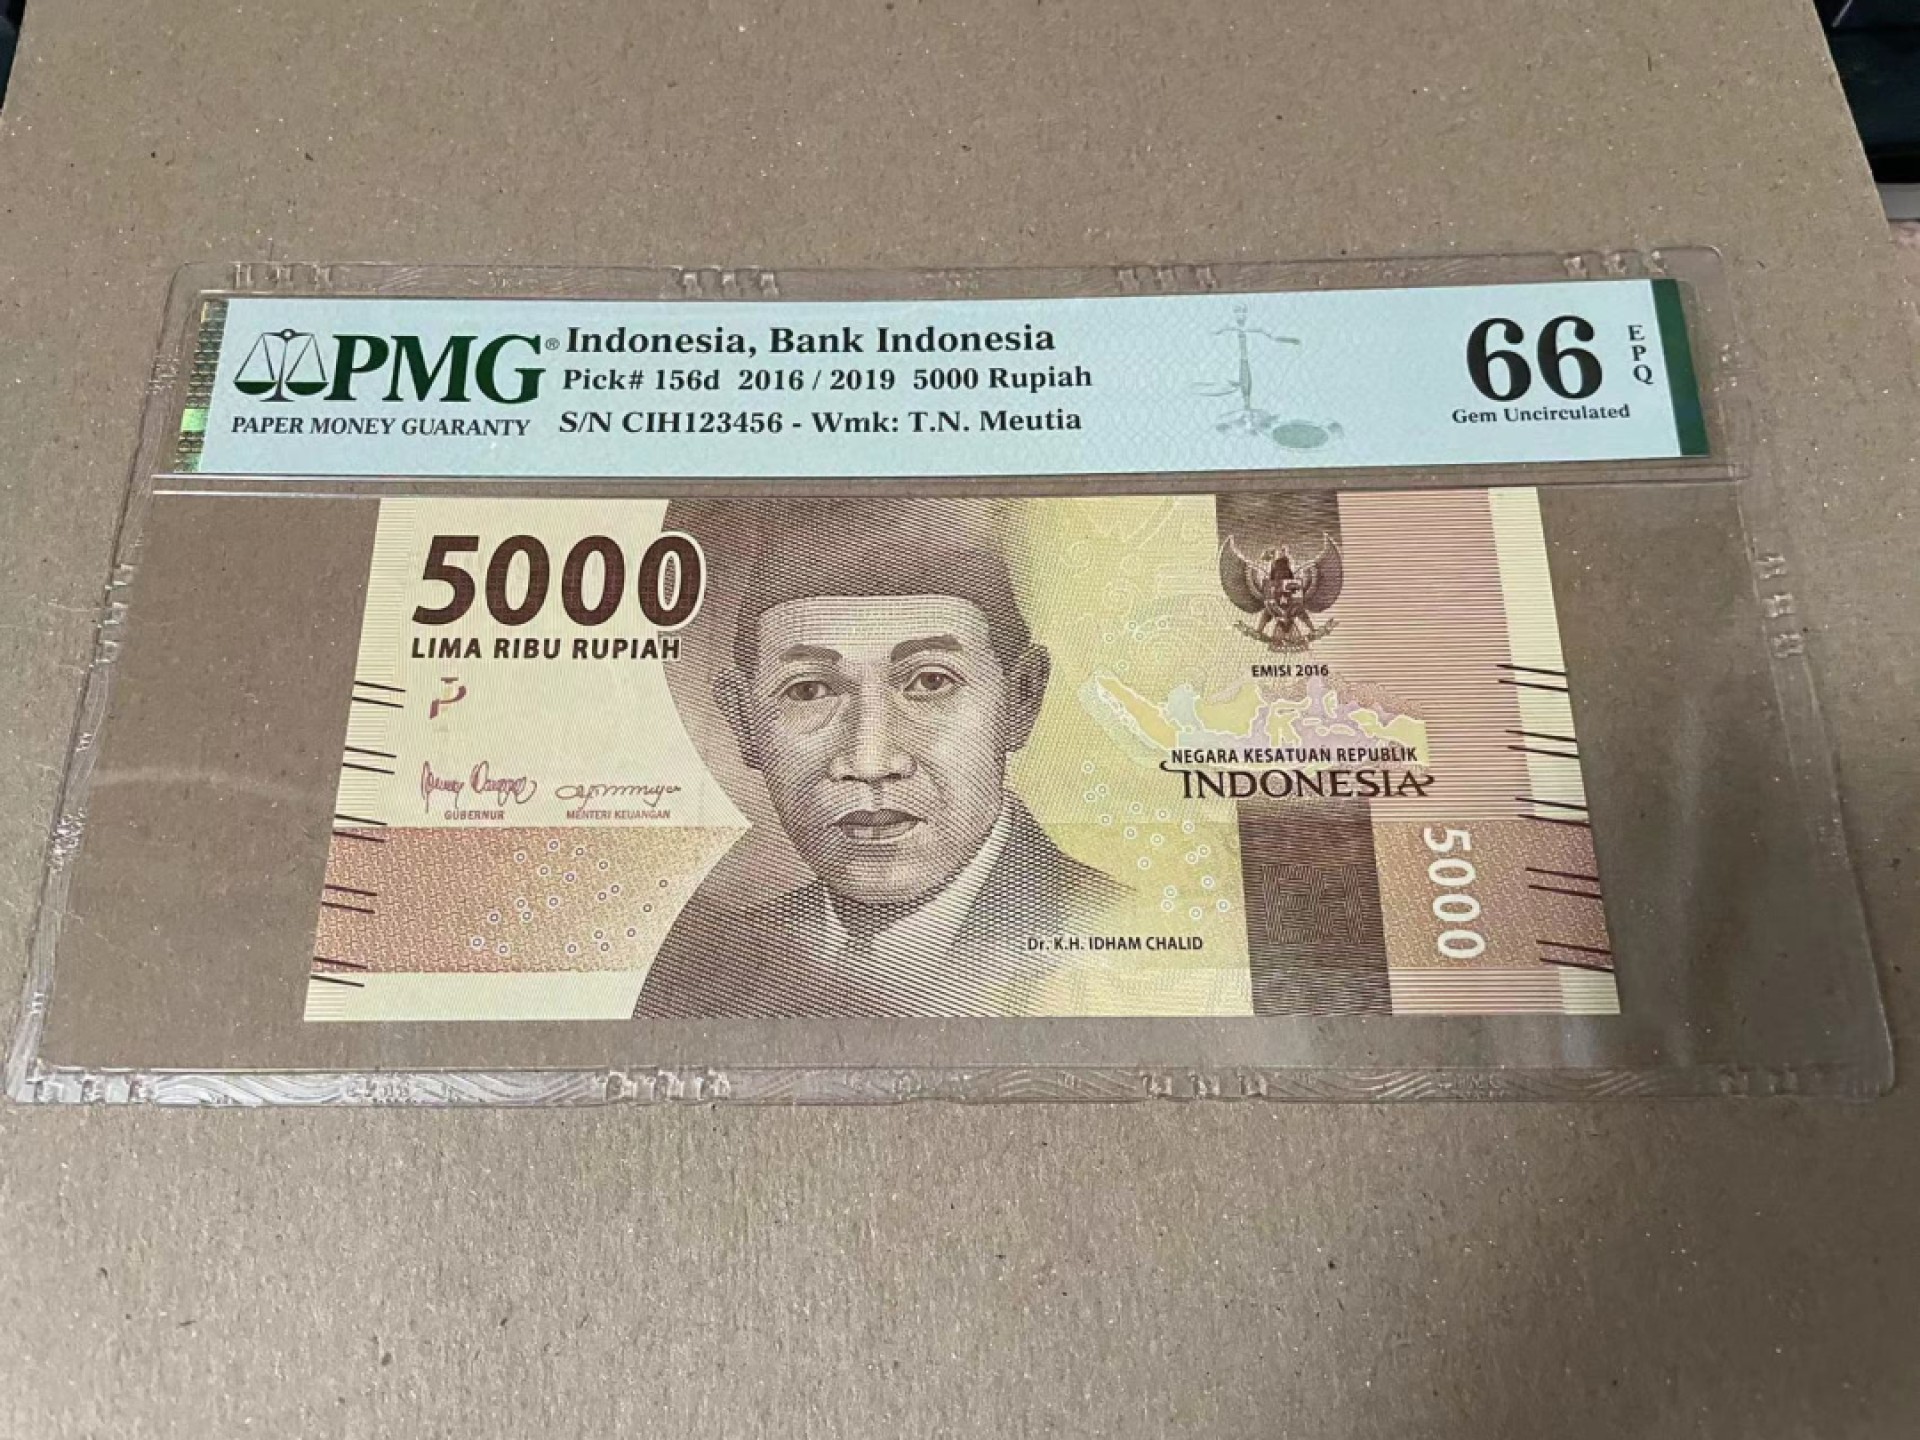 PMG®
PAPER MONEY GUARANTY
Indonesia, Bank Indonesia
Pick# 156d 2016 / 2019 5000 Rupiah
S/N CIH123456 - Wmk: T.N. Meutia
66
EPQ
Gem Uncirculated
5000
LIMA RIBU RUPIAH
GUBERNUR
MENTERI KEUANGAN
EMISI 2016
NEGARA KESATUAN REPUBLIK
INDONESIA
5000
Dr. K.H. IDHAM CHALID